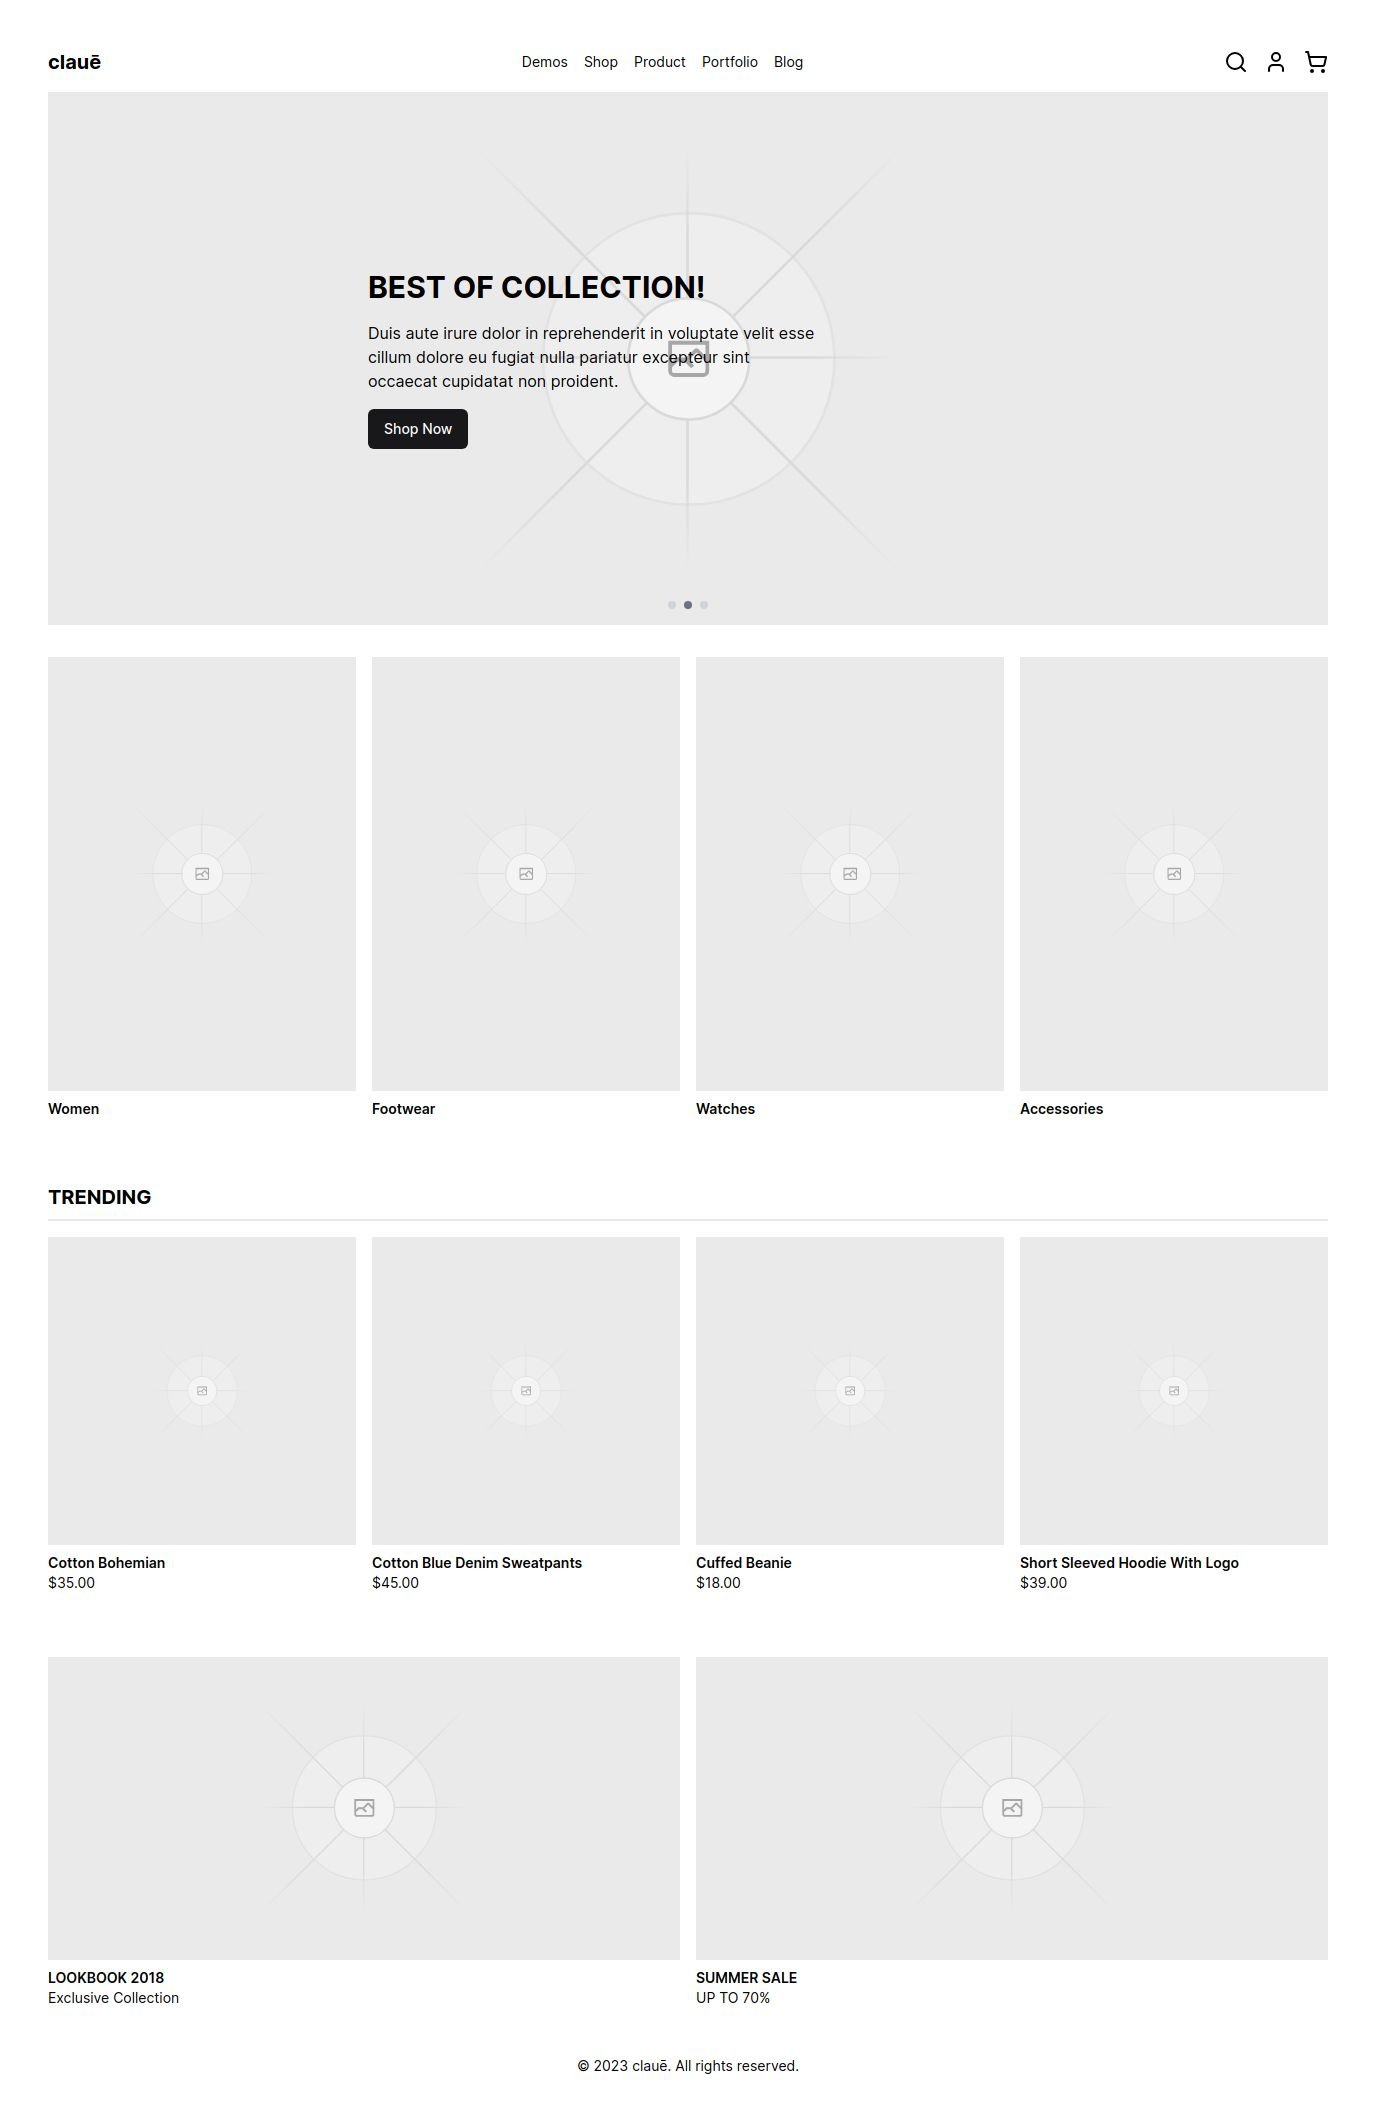 clauē
Demos Shop Product Portfolio Blog
BEST OF COLLECTION!
Duis aute irure dolor in reprehenderit in voluptate velit esse
cillum dolore eu fugiat nulla pariatur excepteur sint
occaecat cupidatat non proident.
Shop Now
Women
Footwear
Watches
Accessories
TRENDING
Cotton Bohemian
$35.00
Cotton Blue Denim Sweatpants
$45.00
Cuffed Beanie
$18.00
Short Sleeved Hoodie With Logo
$39.00
LOOKBOOK 2018
Exclusive Collection
SUMMER SALE
UP TO 70%
© 2023 clauē. All rights reserved.